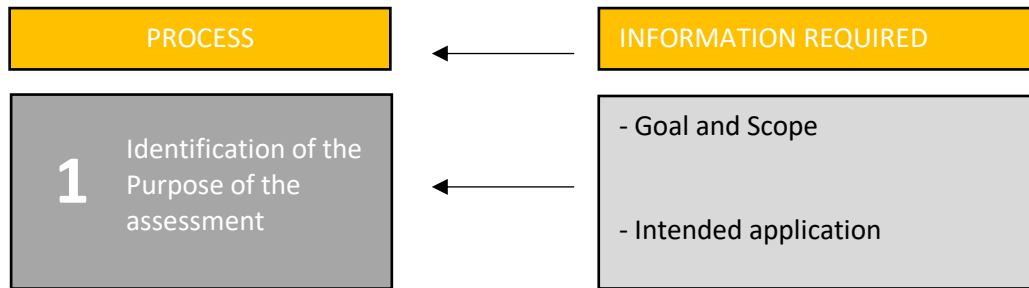 PROCESS
INFORMATION REQUIRED
1
Identification of the
Purpose of the
assessment
- Goal and Scope
- Intended application